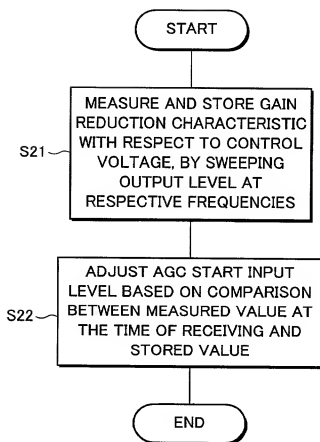 START
S21
MEASURE AND STORE GAIN
REDUCTION CHARACTERISTIC
WITH RESPECT TO CONTROL
VOLTAGE, BY SWEEPING
OUTPUT LEVEL AT
RESPECTIVE FREQUENCIES
S22
ADJUST AGC START INPUT
LEVEL BASED ON COMPARISON
BETWEEN MEASURED VALUE AT
THE TIME OF RECEIVING AND
STORED VALUE
END